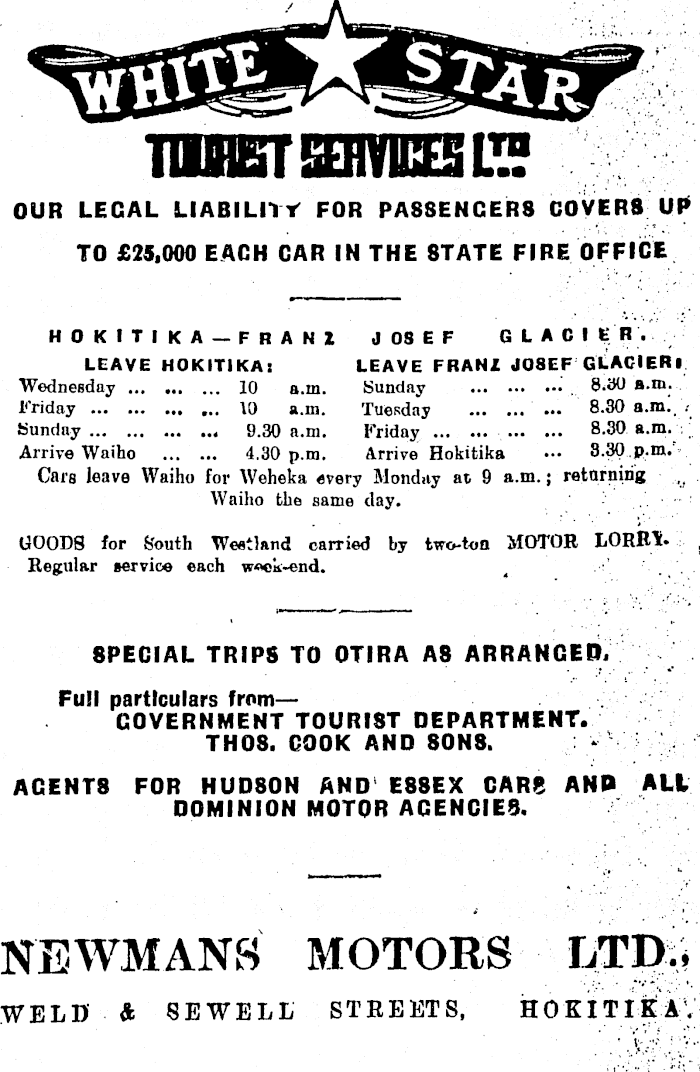 WHITE STAR
TOURIST SERVICES LTD
OUR LEGAL LIABILITY FOR PASSENGERS COVERS UP
TO £25,000 EACH CAR IN THE STATE FIRE OFFICE
HOKITIKA—FRANZ JOSEF GLACIER.
LEAVE HOKITIKA:
Wednesday ... ... ... 10 a.m.
Friday ... ... ... ... 10 a.m.
Sunday ... ... ... ... 9.30 a.m.
Arrive Waiho ... ... 4.30 p.m.
LEAVE FRANZ JOSEF GLACIER:
Sunday ... ... ... 8.30 a.m.
Tuesday ... ... ... 8.30 a.m.
Friday ... ... ... ... 8.30 a.m.
Arrive Hokitika ... 3.30 p.m.
Cars leave Waiho for Weheka every Monday at 9 a.m.; returning
Waiho the same day.
GOODS for South Westland carried by two-ton MOTOR LORRY.
Regular service each week-end.
SPECIAL TRIPS TO OTIRA AS ARRANGED.
Full particulars from—
GOVERNMENT TOURIST DEPARTMENT.
THOS. COOK AND SONS.
AGENTS FOR HUDSON AND ESSEX CARS AND ALL
DOMINION MOTOR AGENCIES.
NEWMANS MOTORS LTD.,
WELD & SEWELL STREETS, HOKITIKA.